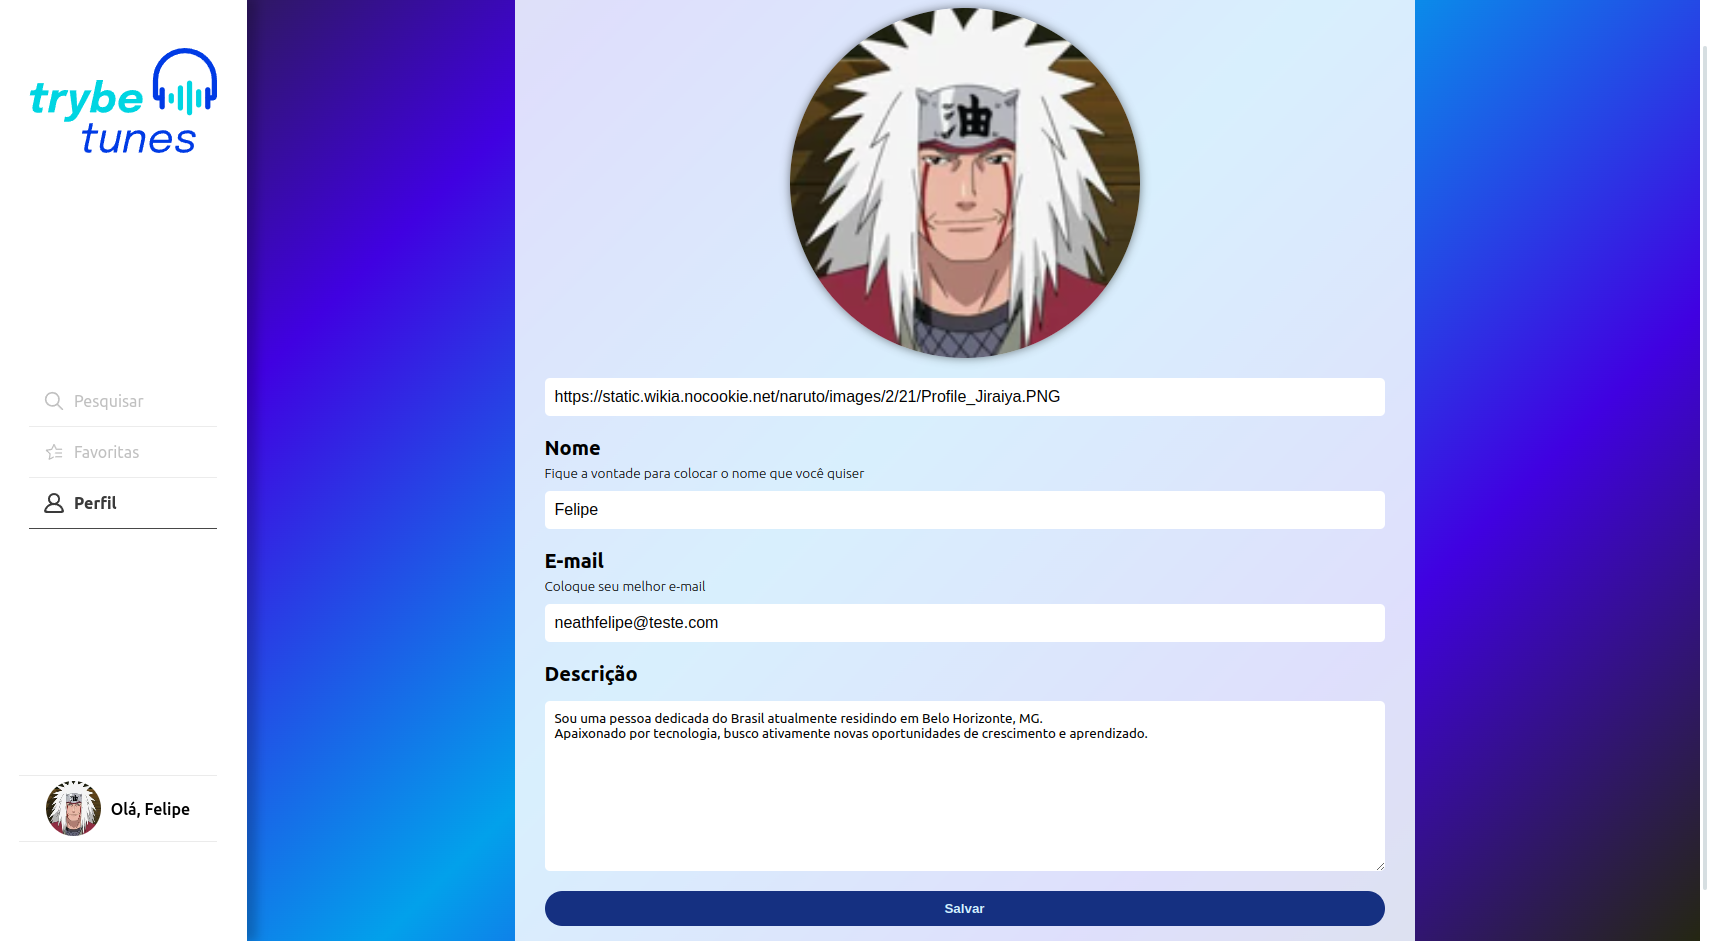 trybe
tunes
Pesquisar
Favoritas
Perfil
Olá, Felipe
油
https://static.wikia.nocookie.net/naruto/images/2/21/Profile_Jiraiya.PNG
Nome
Fique a vontade para colocar o nome que você quiser
Felipe
E-mail
Coloque seu melhor e-mail
neathfelipe@teste.com
Descrição
Sou uma pessoa dedicada do Brasil atualmente residindo em Belo Horizonte, MG.
Apaixonado por tecnologia, busco ativamente novas oportunidades de crescimento e aprendizado.
Salvar